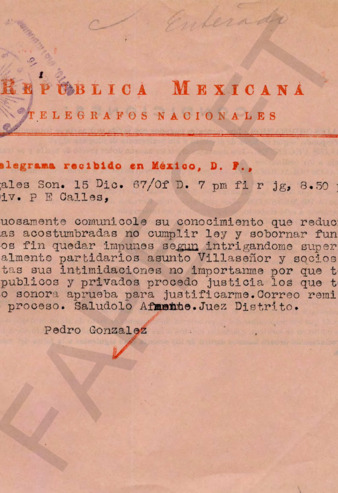 Enterado
REPUBLICA MEXICANA
TELEGRAFOS NACIONALES
elegrama recibido en México, D. F.,
gales Son. 15 Dic. 67/Of D. 7 pm fi r jg, 8.50 p
iv. P E Calles,
uosamente comunicole su conocimiento que reduc
as acostumbradas no cumplir ley y sobornar fun
os fin quedar impunes segun intrigandome super
almente partidarios asunto Villaseñor y socios
tas sus intimidaciones no importanme por que t
publicos y privados procedo justicia los que t
o sonora aprueba para justificarme.Correo remi
proceso. Saludolo Afmente.Juez Distrito.
Pedro Gonzalez
FAPECFT